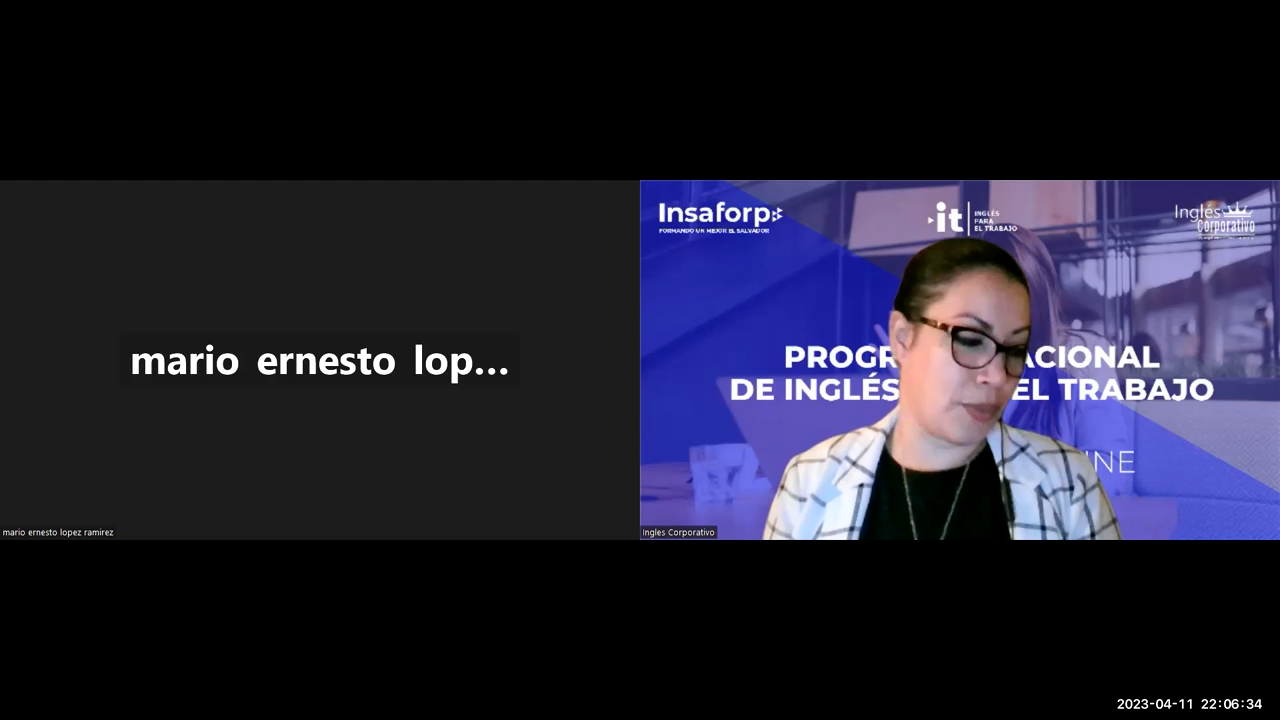 mario ernesto lop...
mario ernesto lopez ramirez
Insaforp
FORMANDO UN MEJOR EL SALVADOR
it
INGLÉS
PARA
EL TRABAJO
Inglés
Corporativo
PROGR ACIONAL
DE INGLÉS EL TRABAJO
INE
Ingles Corporativo
2023-04-11 22:06:34